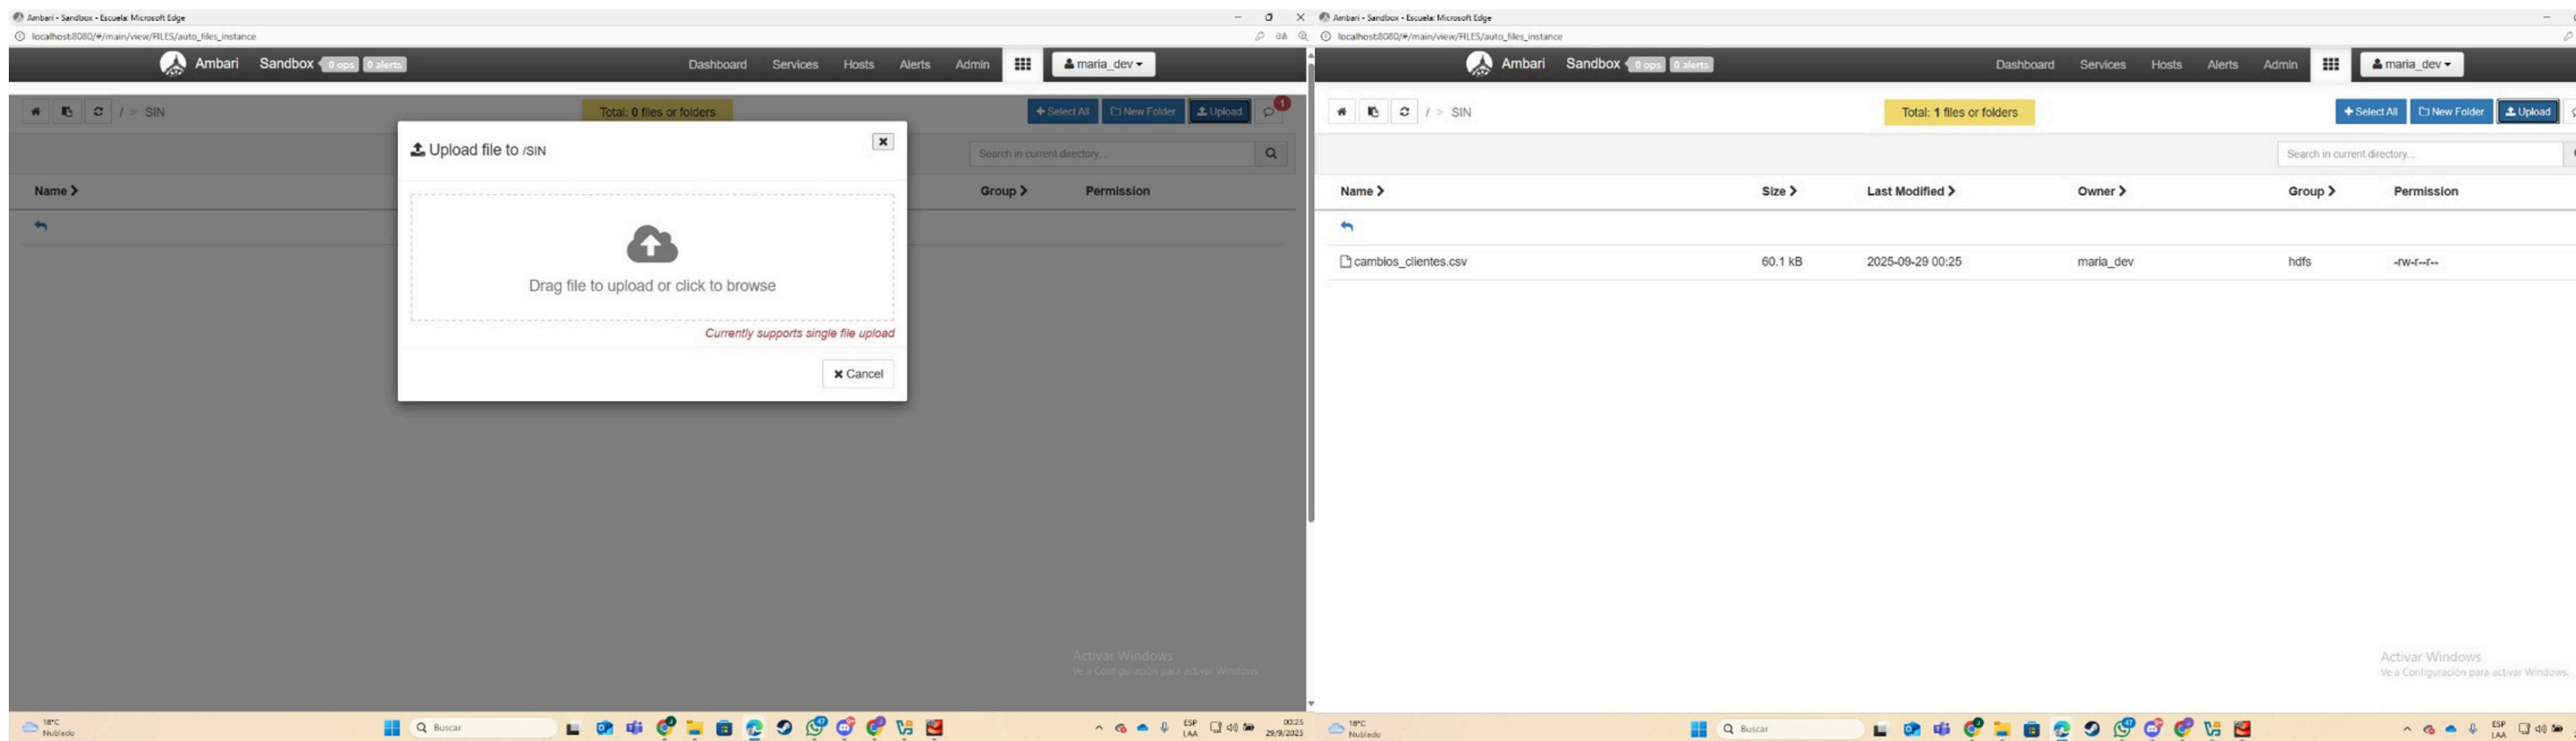 Ambari - Sandbox - Escuela: Microsoft Edge
localhost:8080/#/main/view/FILES/auto_files_instance
Ambari Sandbox 0 ops 0 alerts Dashboard Services Hosts Alerts Admin maria_dev
/ > SIN Total: 0 files or folders Select All New Folder Upload 1
Upload file to /SIN
Search in current directory...
Name Group Permission
Drag file to upload or click to browse
Currently supports single file upload
Cancel
Activar Windows
Ve a Configuración para activar Windows.
18°C
Nublado
Buscar
ESP
LAA
00:25
29/9/2025
Ambari - Sandbox - Escuela: Microsoft Edge
localhost:8080/#/main/view/FILES/auto_files_instance
Ambari Sandbox 0 ops 0 alerts Dashboard Services Hosts Alerts Admin maria_dev
/ > SIN Total: 1 files or folders Select All New Folder Upload
Search in current directory...
Name Size Last Modified Owner Group Permission
cambios_clientes.csv 60.1 kB 2025-09-29 00:25 maria_dev hdfs -rw-r--r--
Activar Windows
Ve a Configuración para activar Windows.
18°C
Nublado
Buscar
ESP
LAA